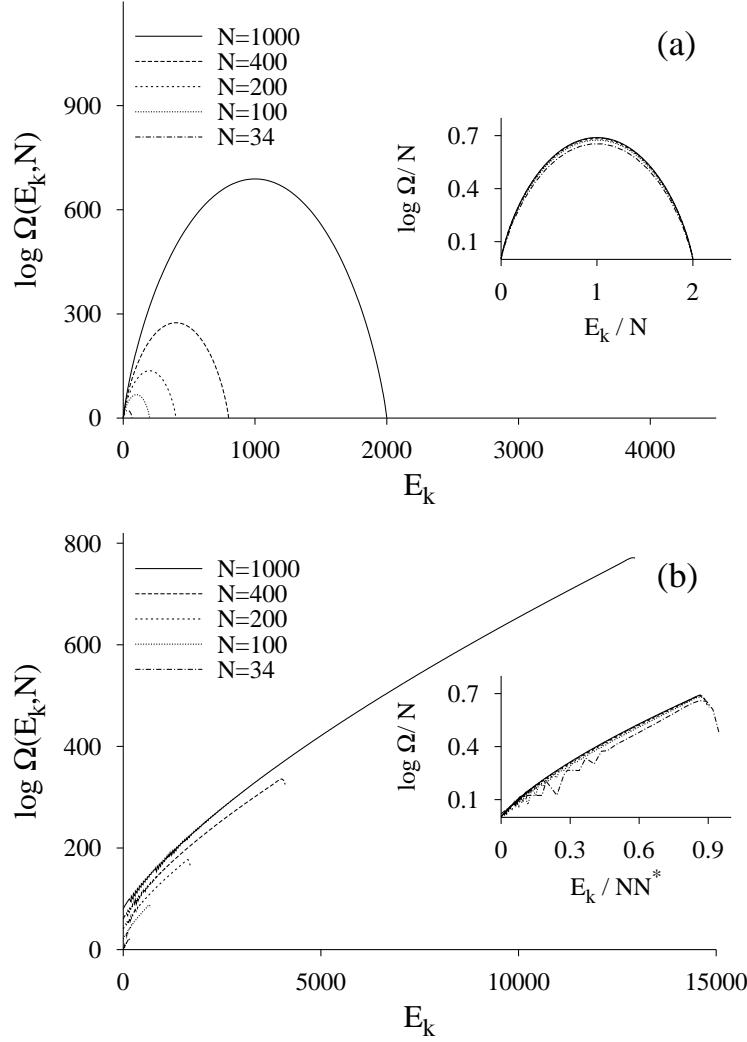 (a)
N=1000
N=400
N=200
N=100
N=34
log Ω(E_k,N)
900
600
300
0
0 1000 2000 3000 4000
E_k
log Ω/ N
0.7
0.4
0.1
0 1 2
E_k / N
(b)
N=1000
N=400
N=200
N=100
N=34
log Ω(E_k,N)
800
600
400
200
0
0 5000 10000 15000
E_k
log Ω/ N
0.7
0.4
0.1
0 0.3 0.6 0.9
E_k / NN^*